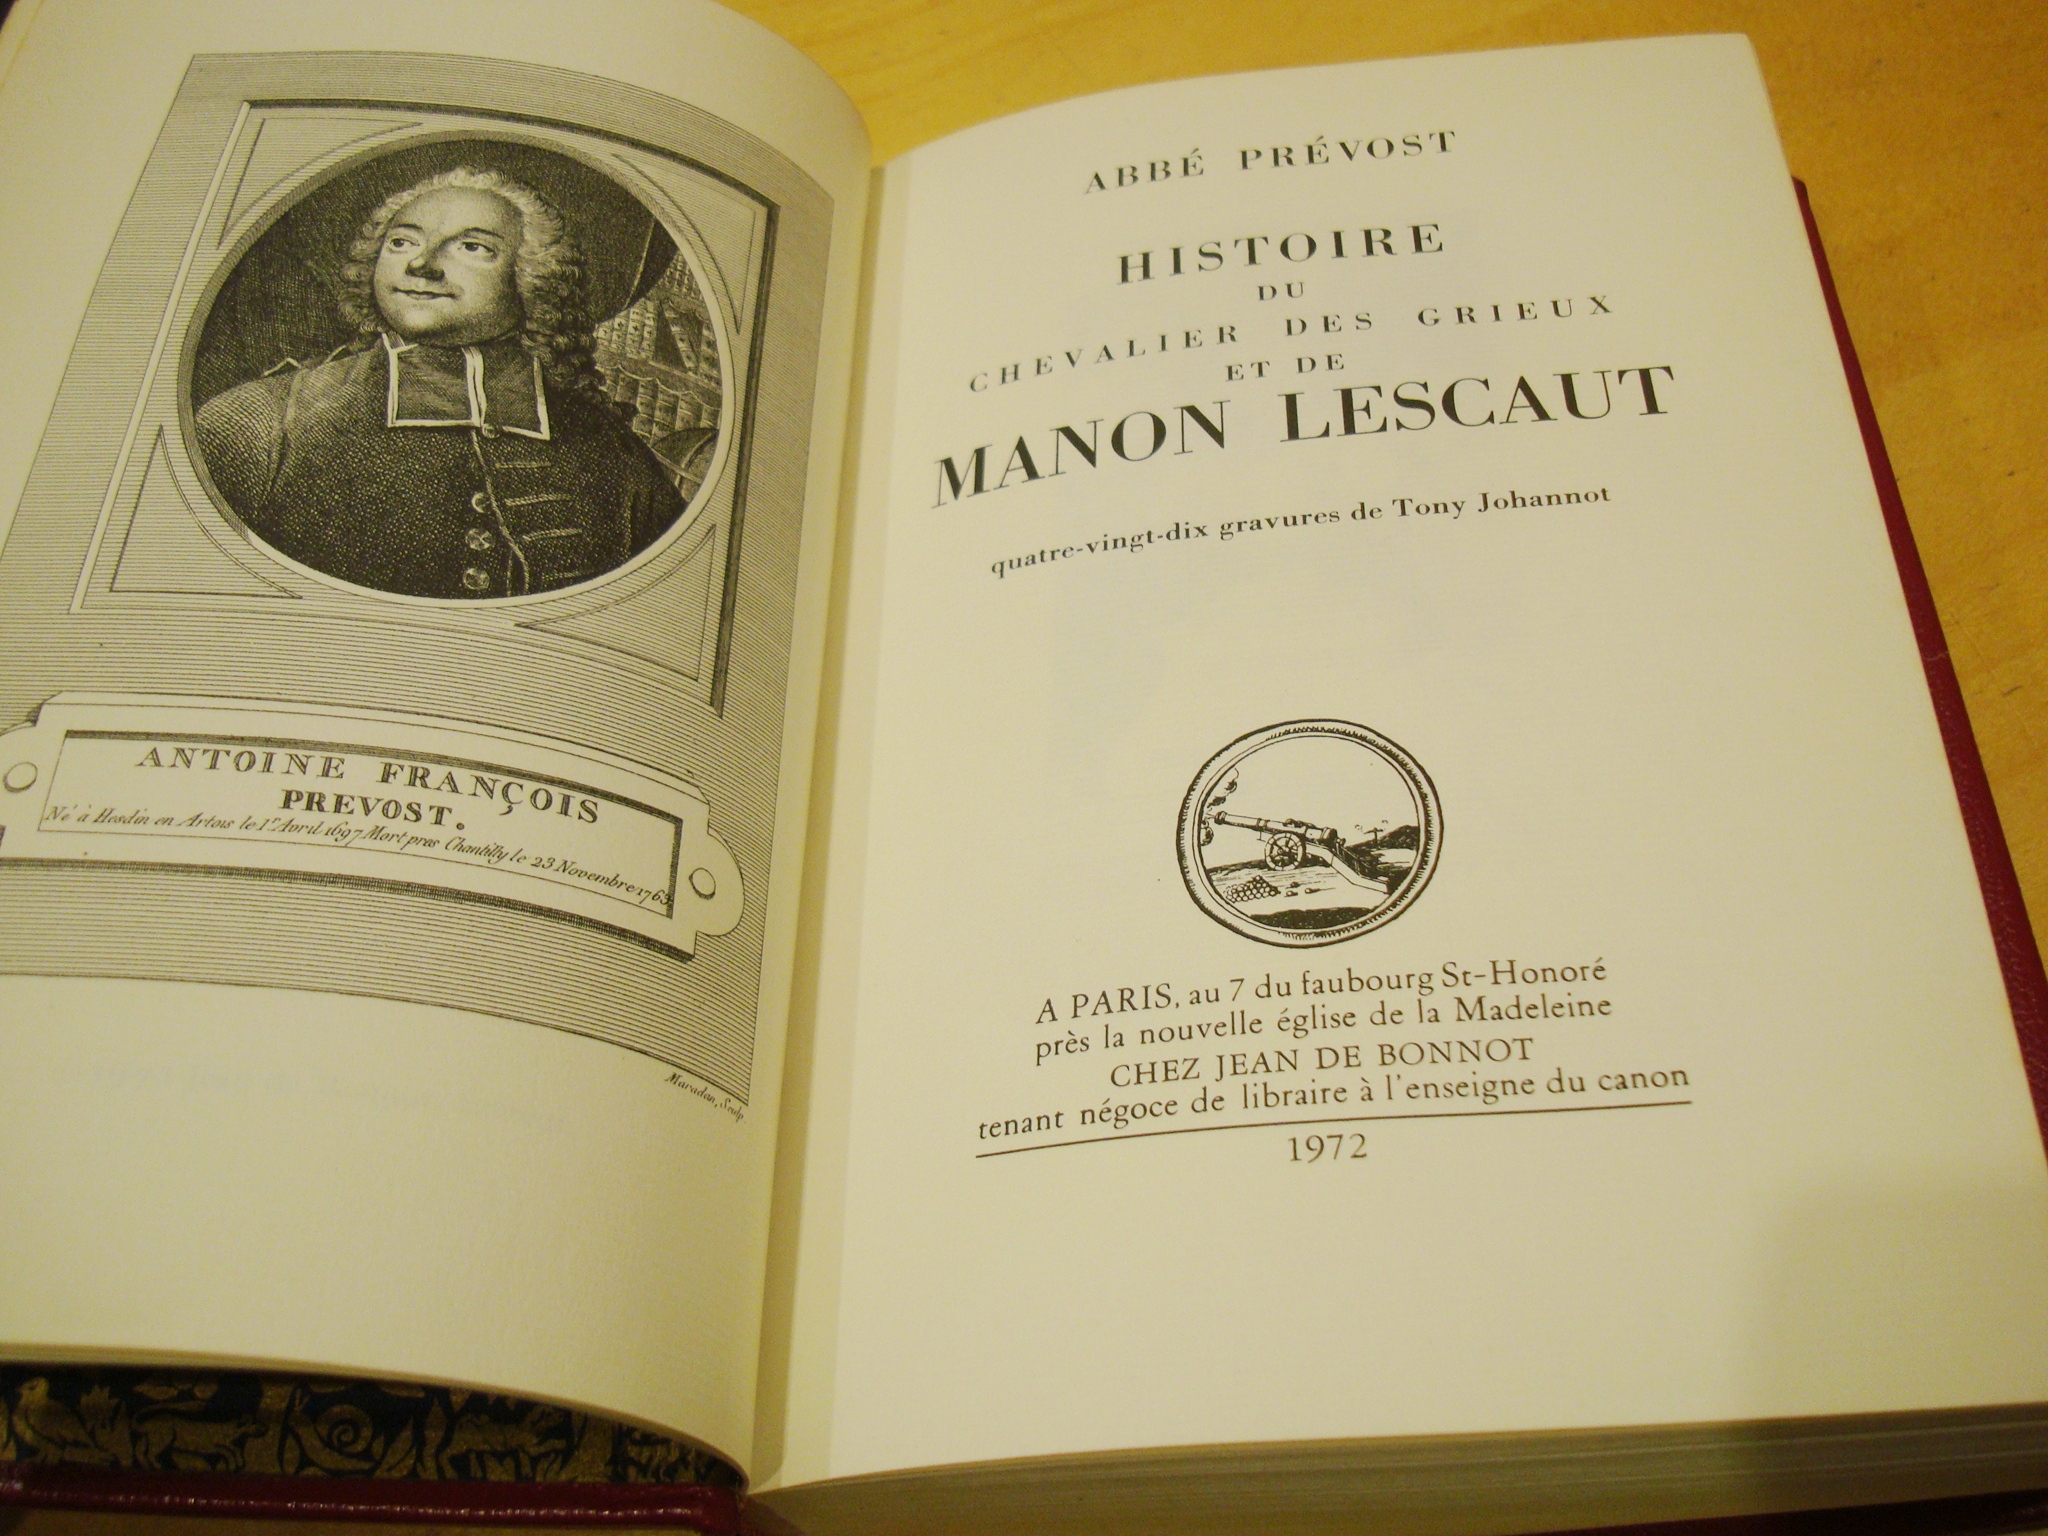 ANTOINE FRANÇOIS
PREVOST.
Né à Hesdin en Artois le 1er Avril 1697 Mort près Chantilly le 23 Novembre 1763.
Maradan, Sculp.
ABBÉ PRÉVOST
HISTOIRE
DU
CHEVALIER DES GRIEUX
ET DE
MANON LESCAUT
quatre-vingt-dix gravures de Tony Johannot
A PARIS, au 7 du faubourg St-Honoré
près la nouvelle église de la Madeleine
CHEZ JEAN DE BONNOT
tenant négoce de libraire à l'enseigne du canon
1972